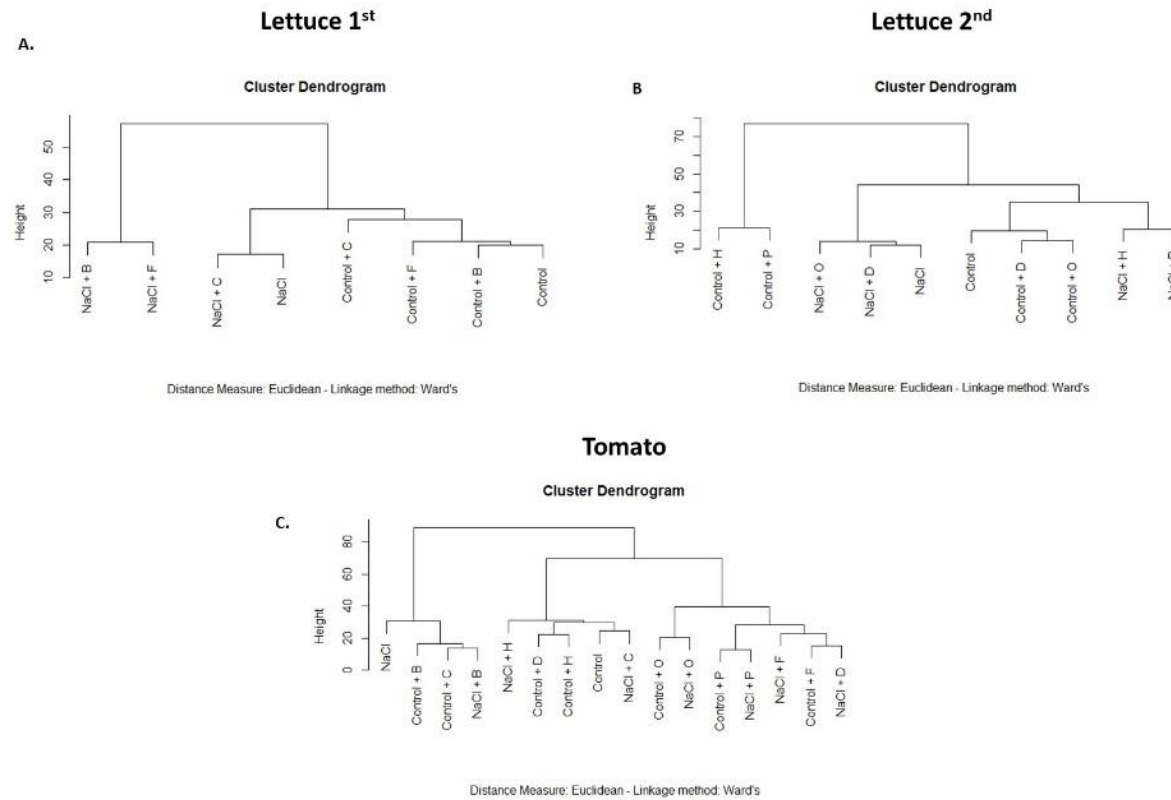 Lettuce 1st
A.
Cluster Dendrogram
Height
50
40
30
20
10
NaCl + B
NaCl + F
NaCl + C
NaCl
Control + C
Control + F
Control + B
Control
Distance Measure: Euclidean - Linkage method: Ward's
Lettuce 2nd
B
Cluster Dendrogram
Height
70
50
30
10
Control + H
Control + P
NaCl + O
NaCl + D
NaCl
Control
Control + D
Control + O
NaCl + H
Distance Measure: Euclidean - Linkage method: Ward's
Tomato
Cluster Dendrogram
C.
Height
80
60
40
20
0
NaCl
Control + B
Control + C
NaCl + B
NaCl + H
Control + D
Control + H
Control
NaCl + C
Control + O
NaCl + O
Control + P
NaCl + P
NaCl + F
Control + F
NaCl + D
Distance Measure: Euclidean - Linkage method: Ward's